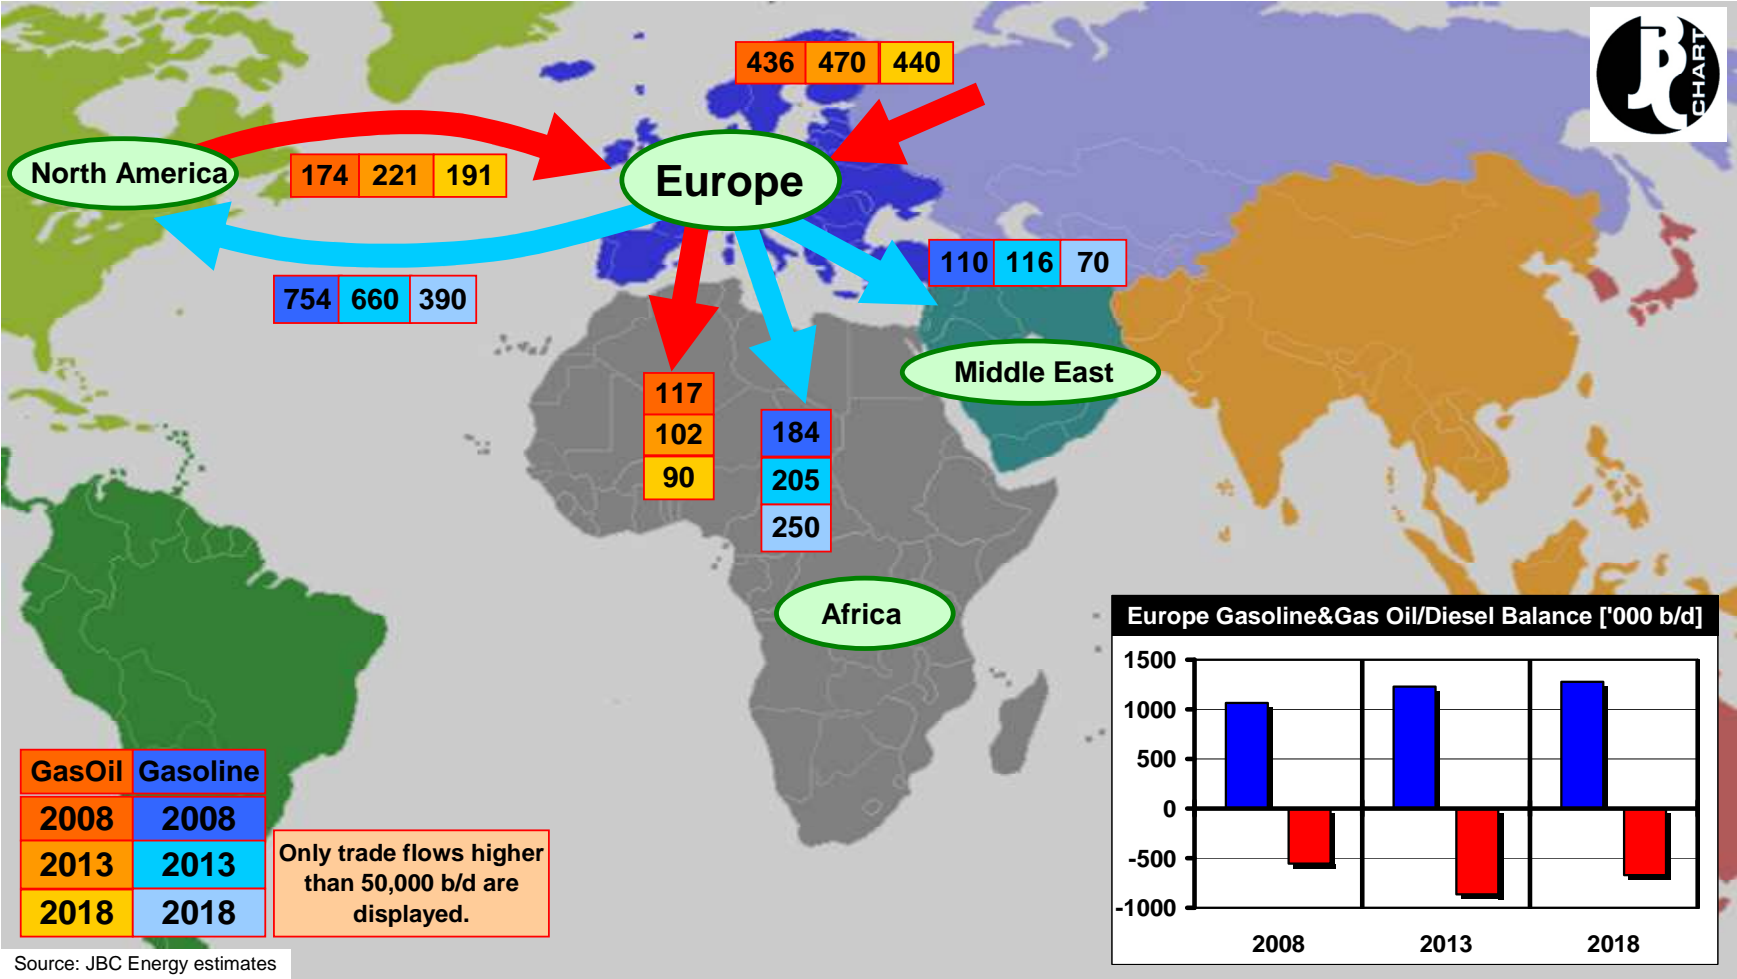 436 470 440
JBC
CHART
North America
174 221 191
Europe
754 660 390
110 116 70
Middle East
117
102
90
184
205
250
Africa
GasOil Gasoline
2008 2008
2013 2013
2018 2018
Only trade flows higher
than 50,000 b/d are
displayed.
Source: JBC Energy estimates
Europe Gasoline&Gas Oil/Diesel Balance ['000 b/d]
1500
1000
500
0
-500
-1000
2008 2013 2018